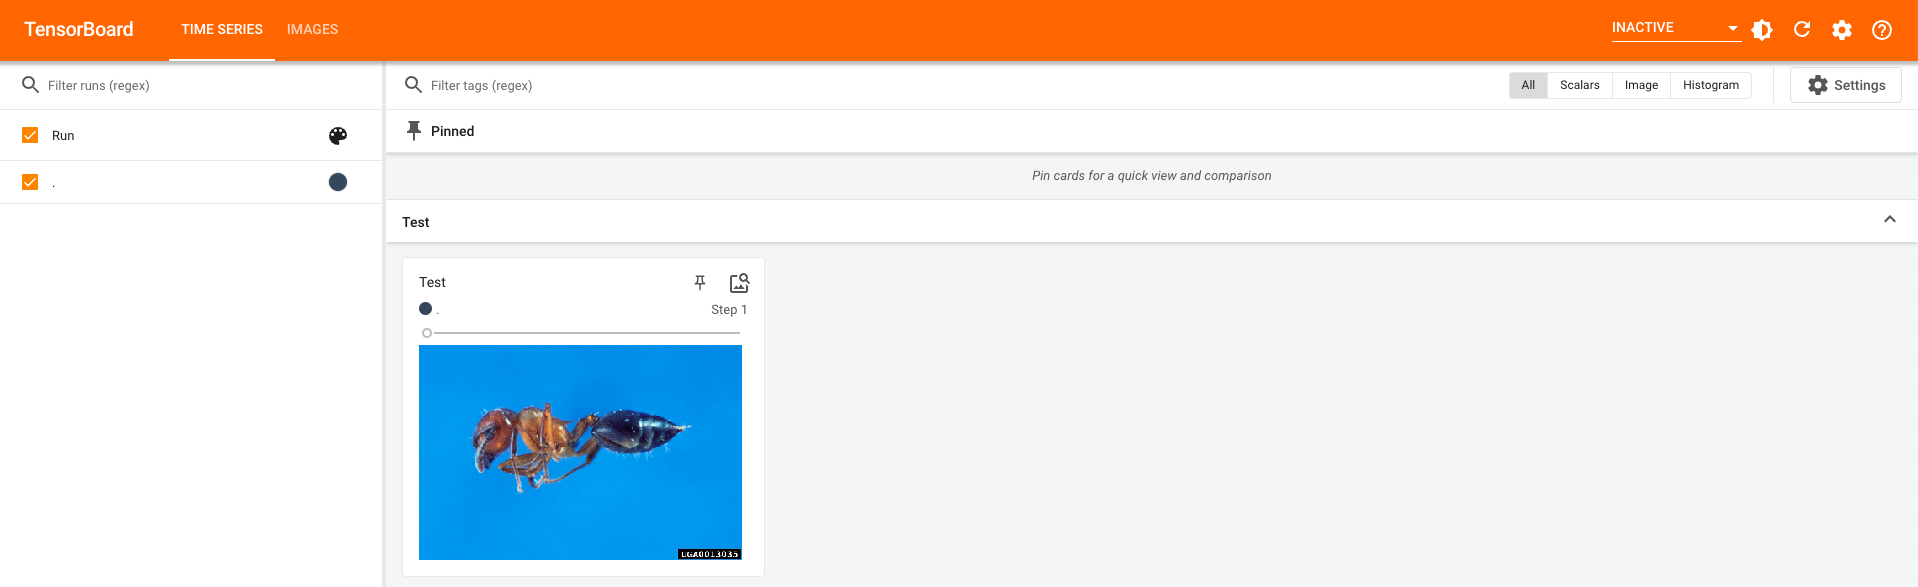 TensorBoard
TIME SERIES IMAGES
INACTIVE
Filter runs (regex)
Run
.
Filter tags (regex)
All Scalars Image Histogram
Settings
Pinned
Pin cards for a quick view and comparison
Test
Test
. Step 1
UGA0013035